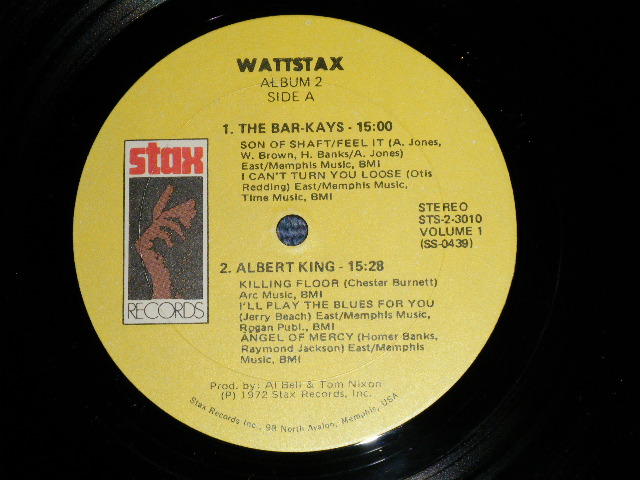 WATTSTAX
ALBUM 2
SIDE A
1. THE BAR-KAYS - 15:00
SON OF SHAFT/FEEL IT (A. Jones,
W. Brown, H. Banks/A. Jones)
East/Memphis Music, BMI
I CAN'T TURN YOU LOOSE (Otis
Redding) East/Memphis Music,
Time Music, BMI
stax
RECORDS
STEREO
STS-2-3010
VOLUME 1
(SS-0439)
2. ALBERT KING - 15:28
KILLING FLOOR (Chester Burnett)
Arc Music, BMI
I'LL PLAY THE BLUES FOR YOU
(Jerry Beach) East/Memphis Music,
Rogan Publ., BMI
ANGEL OF MERCY (Homer Banks,
Raymond Jackson) East/Memphis
Music, BMI
Prod. by: Al Bell & Tom Nixon
(P) 1972 Stax Records, Inc.
Stax Records Inc., 98 North Avalon, Memphis, USA